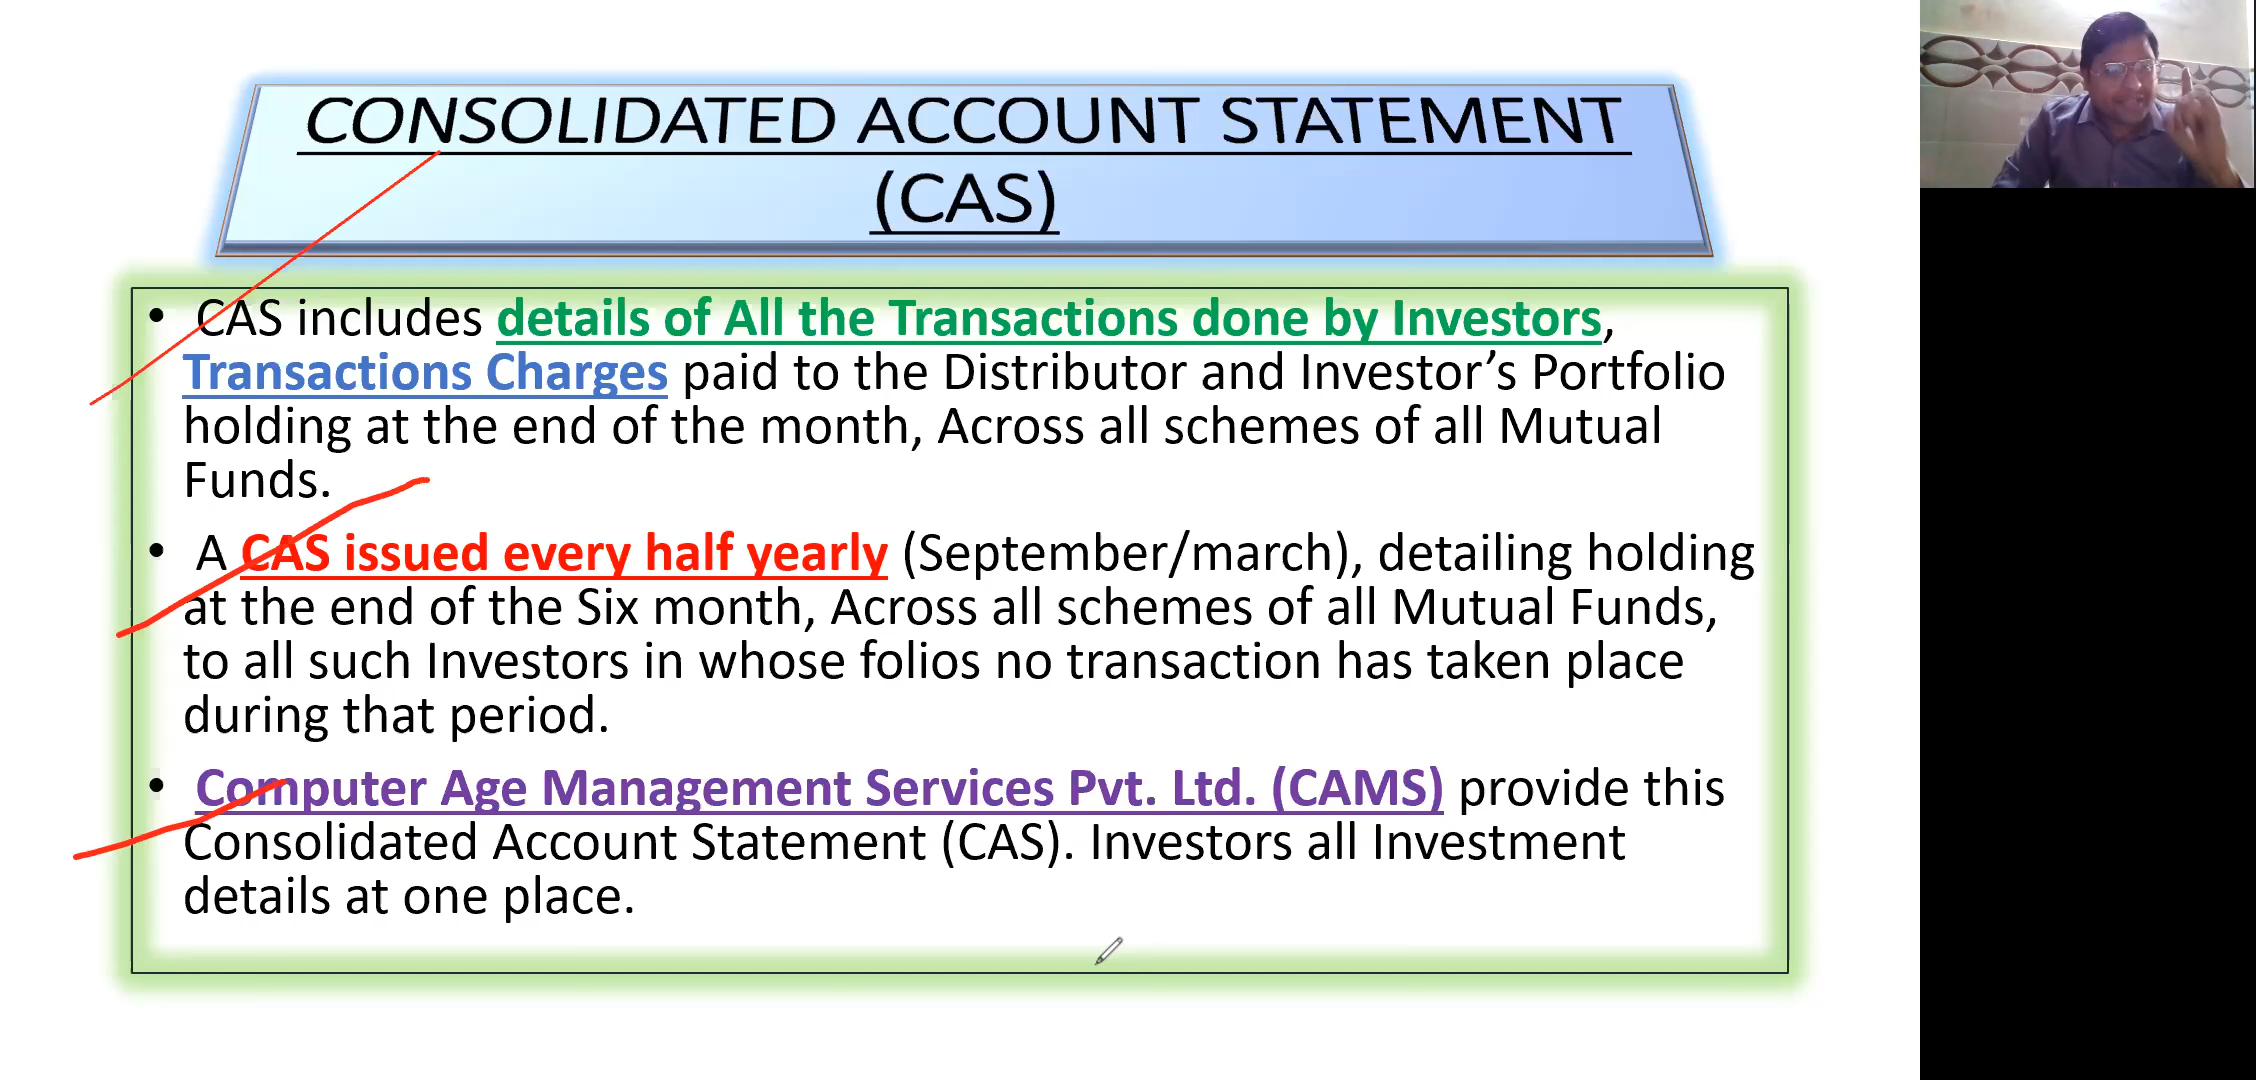 CONSOLIDATED ACCOUNT STATEMENT
(CAS)
• CAS includes details of All the Transactions done by Investors,
Transactions Charges paid to the Distributor and Investor’s Portfolio
holding at the end of the month, Across all schemes of all Mutual
Funds.
• A CAS issued every half yearly (September/march), detailing holding
at the end of the Six month, Across all schemes of all Mutual Funds,
to all such Investors in whose folios no transaction has taken place
during that period.
• Computer Age Management Services Pvt. Ltd. (CAMS) provide this
Consolidated Account Statement (CAS). Investors all Investment
details at one place.